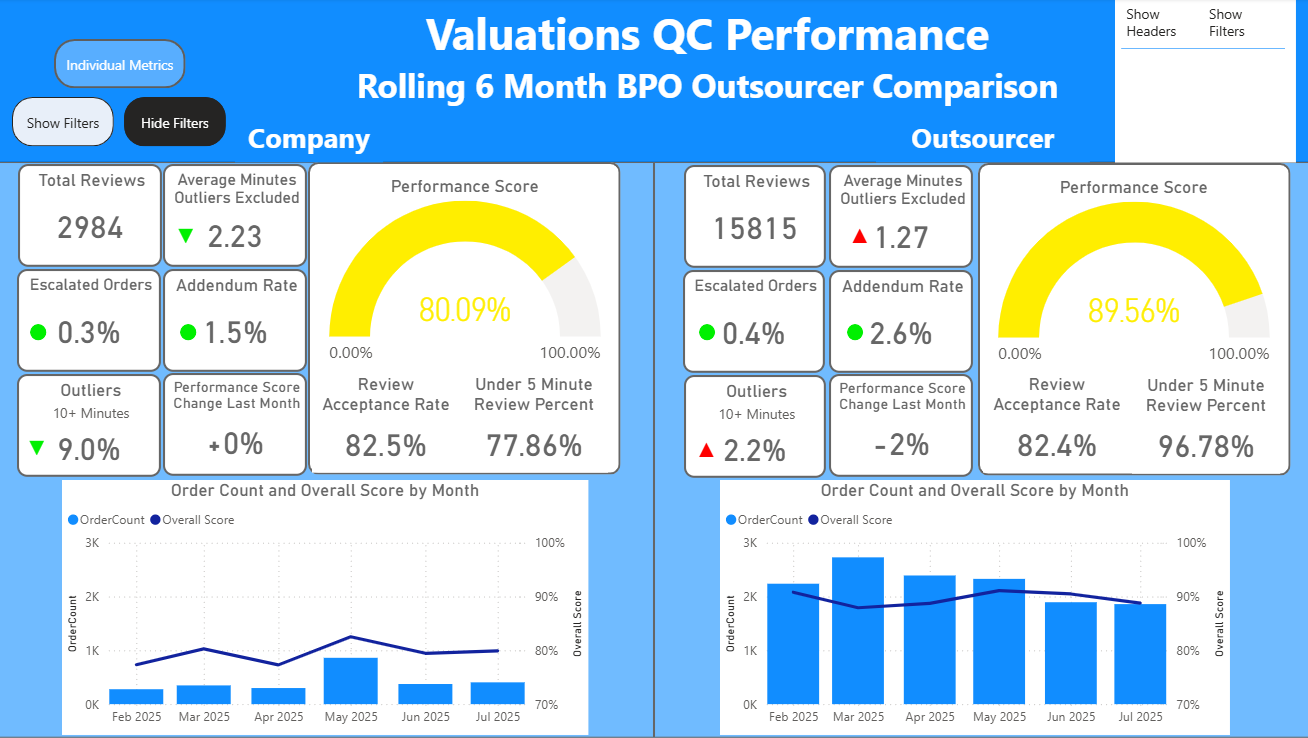 Valuations QC Performance
Rolling 6 Month BPO Outsourcer Comparison
Individual Metrics
Show Filters
Hide Filters
Company
Outsourcer
Show
Headers
Show
Filters
Total Reviews
2984
Average Minutes
Outliers Excluded
2.23
Escalated Orders
0.3%
Addendum Rate
1.5%
Outliers
10+ Minutes
9.0%
Performance Score
Change Last Month
+0%
Performance Score
80.09%
0.00%
100.00%
Review
Acceptance Rate
82.5%
Under 5 Minute
Review Percent
77.86%
Order Count and Overall Score by Month
OrderCount
Overall Score
3K
2K
1K
0K
OrderCount
100%
90%
80%
70%
Overall Score
Feb 2025
Mar 2025
Apr 2025
May 2025
Jun 2025
Jul 2025
Total Reviews
15815
Average Minutes
Outliers Excluded
1.27
Escalated Orders
0.4%
Addendum Rate
2.6%
Outliers
10+ Minutes
2.2%
Performance Score
Change Last Month
-2%
Performance Score
89.56%
0.00%
100.00%
Review
Acceptance Rate
82.4%
Under 5 Minute
Review Percent
96.78%
Order Count and Overall Score by Month
OrderCount
Overall Score
3K
2K
1K
0K
OrderCount
100%
90%
80%
70%
Overall Score
Feb 2025
Mar 2025
Apr 2025
May 2025
Jun 2025
Jul 2025